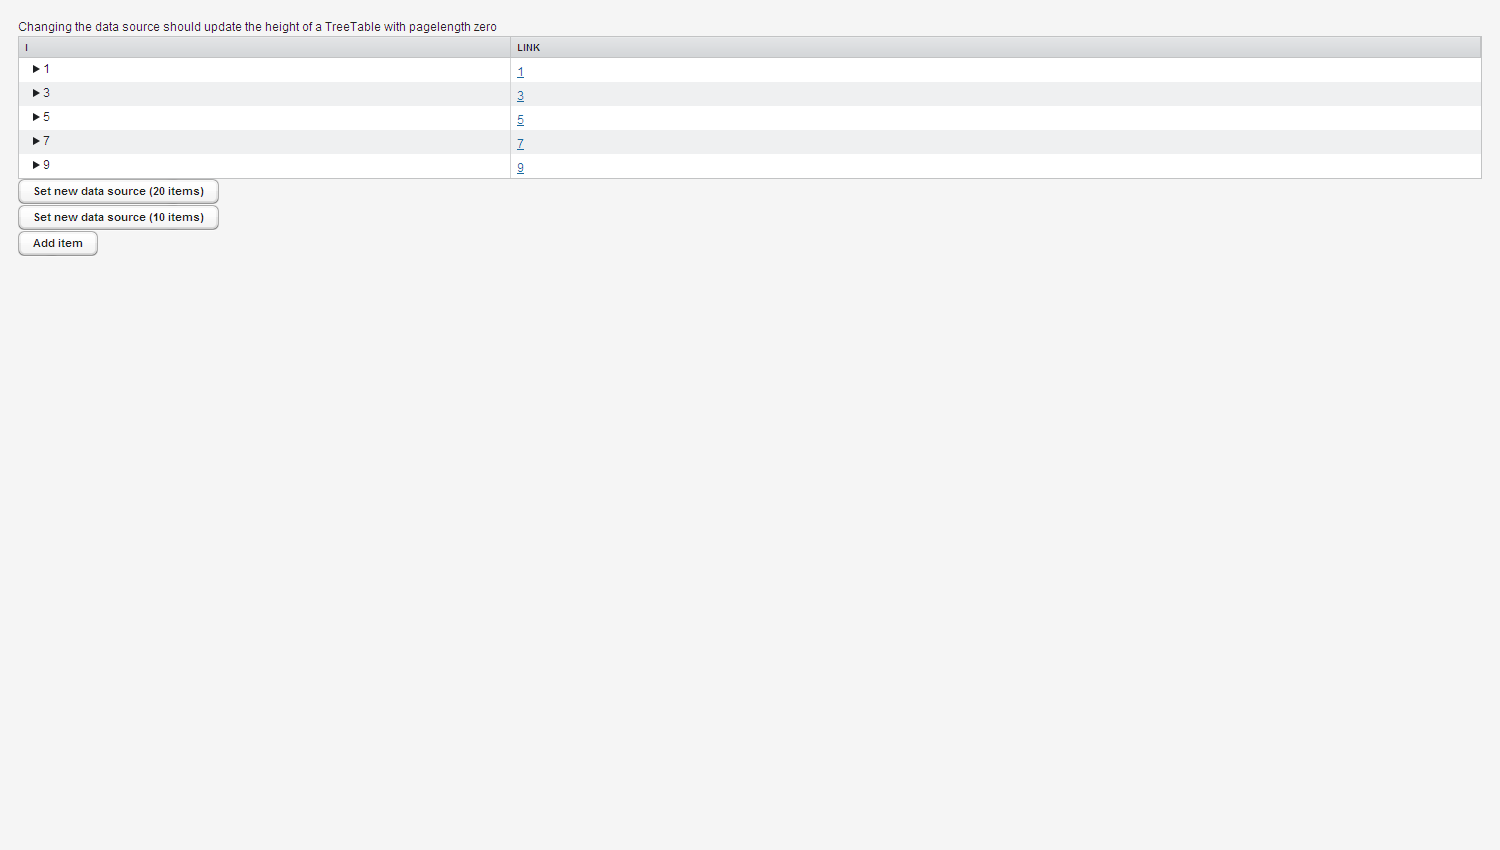 Changing the data source should update the height of a TreeTable with pagelength zero
I LINK
1 1
3 3
5 5
7 7
9 9
Set new data source (20 items)
Set new data source (10 items)
Add item